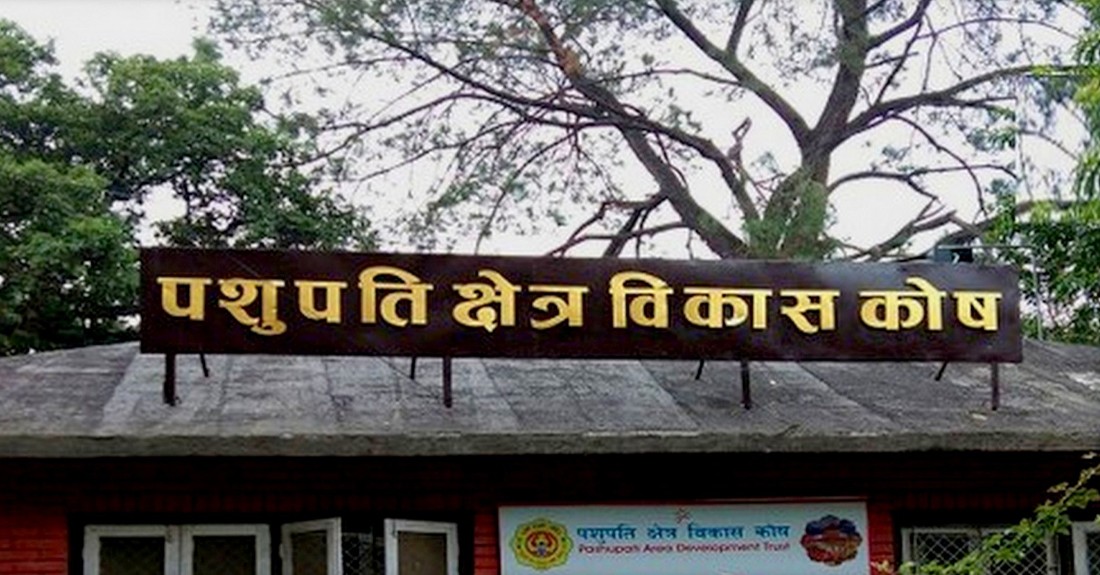 पशुपति क्षेत्र विकास कोष
पशुपति क्षेत्र विकास कोष
Pashupati Area Development Trust